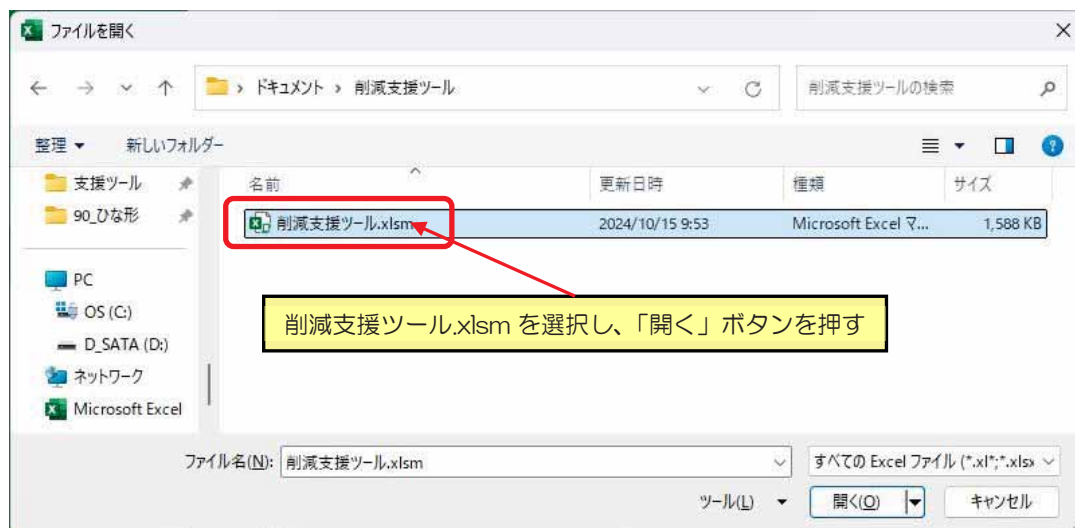 ファイルを開く
ドキュメント › 削減支援ツール
削減支援ツールの検索
整理 新しいフォルダー
支援ツール
90_ひな形
PC
OS (C:)
D_SATA (D:)
ネットワーク
Microsoft Excel
名前 更新日時 種類 サイズ
削減支援ツール.xlsm 2024/10/15 9:53 Microsoft Excel マ... 1,588 KB
削減支援ツール.xlsm を選択し、「開く」ボタンを押す
ファイル名(N): 削減支援ツール.xlsm すべての Excel ファイル (*.xl*;*.xlsx
ツール(L) 開く(O) キャンセル